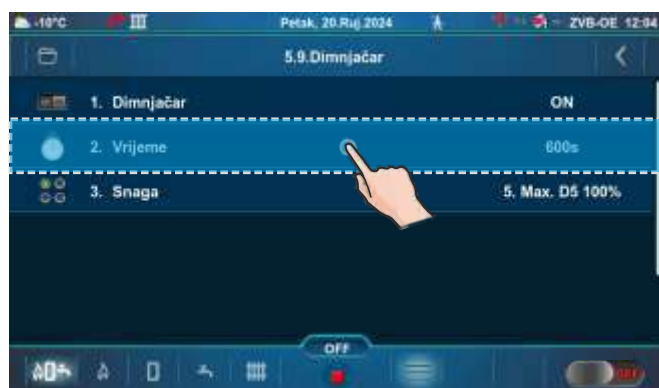 -10°C Petak, 20.Ruj.2024 ZVB-OE 12:04
5.9.Dimnjačar
1. Dimnjačar ON
2. Vrijeme 600s
3. Snaga 5. Max. D5 100%
OFF
OFF